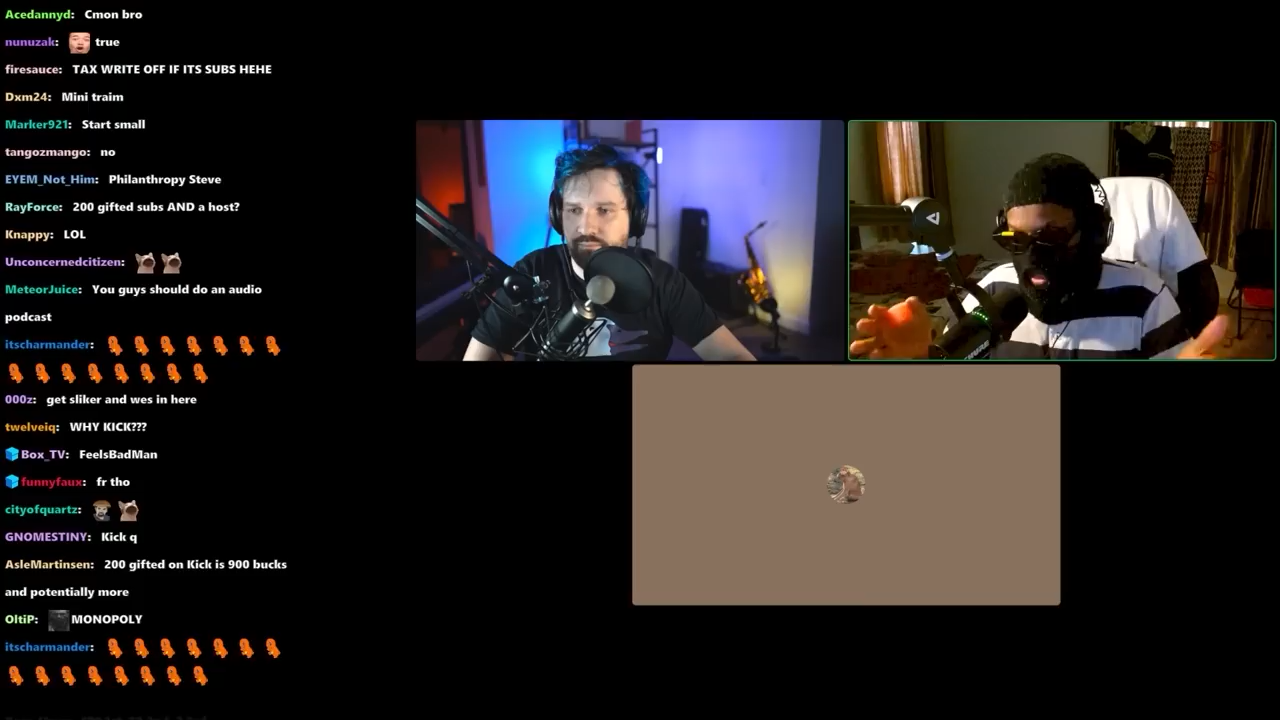 Acedannyd: Cmon bro
nunuzak: true
firesauce: TAX WRITE OFF IF ITS SUBS HEHE
Dxm24: Mini traim
Marker921: Start small
tangozmango: no
EYEM_Not_Him: Philanthropy Steve
RayForce: 200 gifted subs AND a host?
Knappy: LOL
Unconcernedcitizen:
MeteorJuice: You guys should do an audio
podcast
itscharmander:
000z: get sliker and wes in here
twelveiq: WHY KICK???
Box_TV: FeelsBadMan
funnyfaux: fr tho
cityofquartz:
GNOMESTINY: Kick q
AsleMartinsen: 200 gifted on Kick is 900 bucks
and potentially more
OltiP: MONOPOLY
itscharmander: